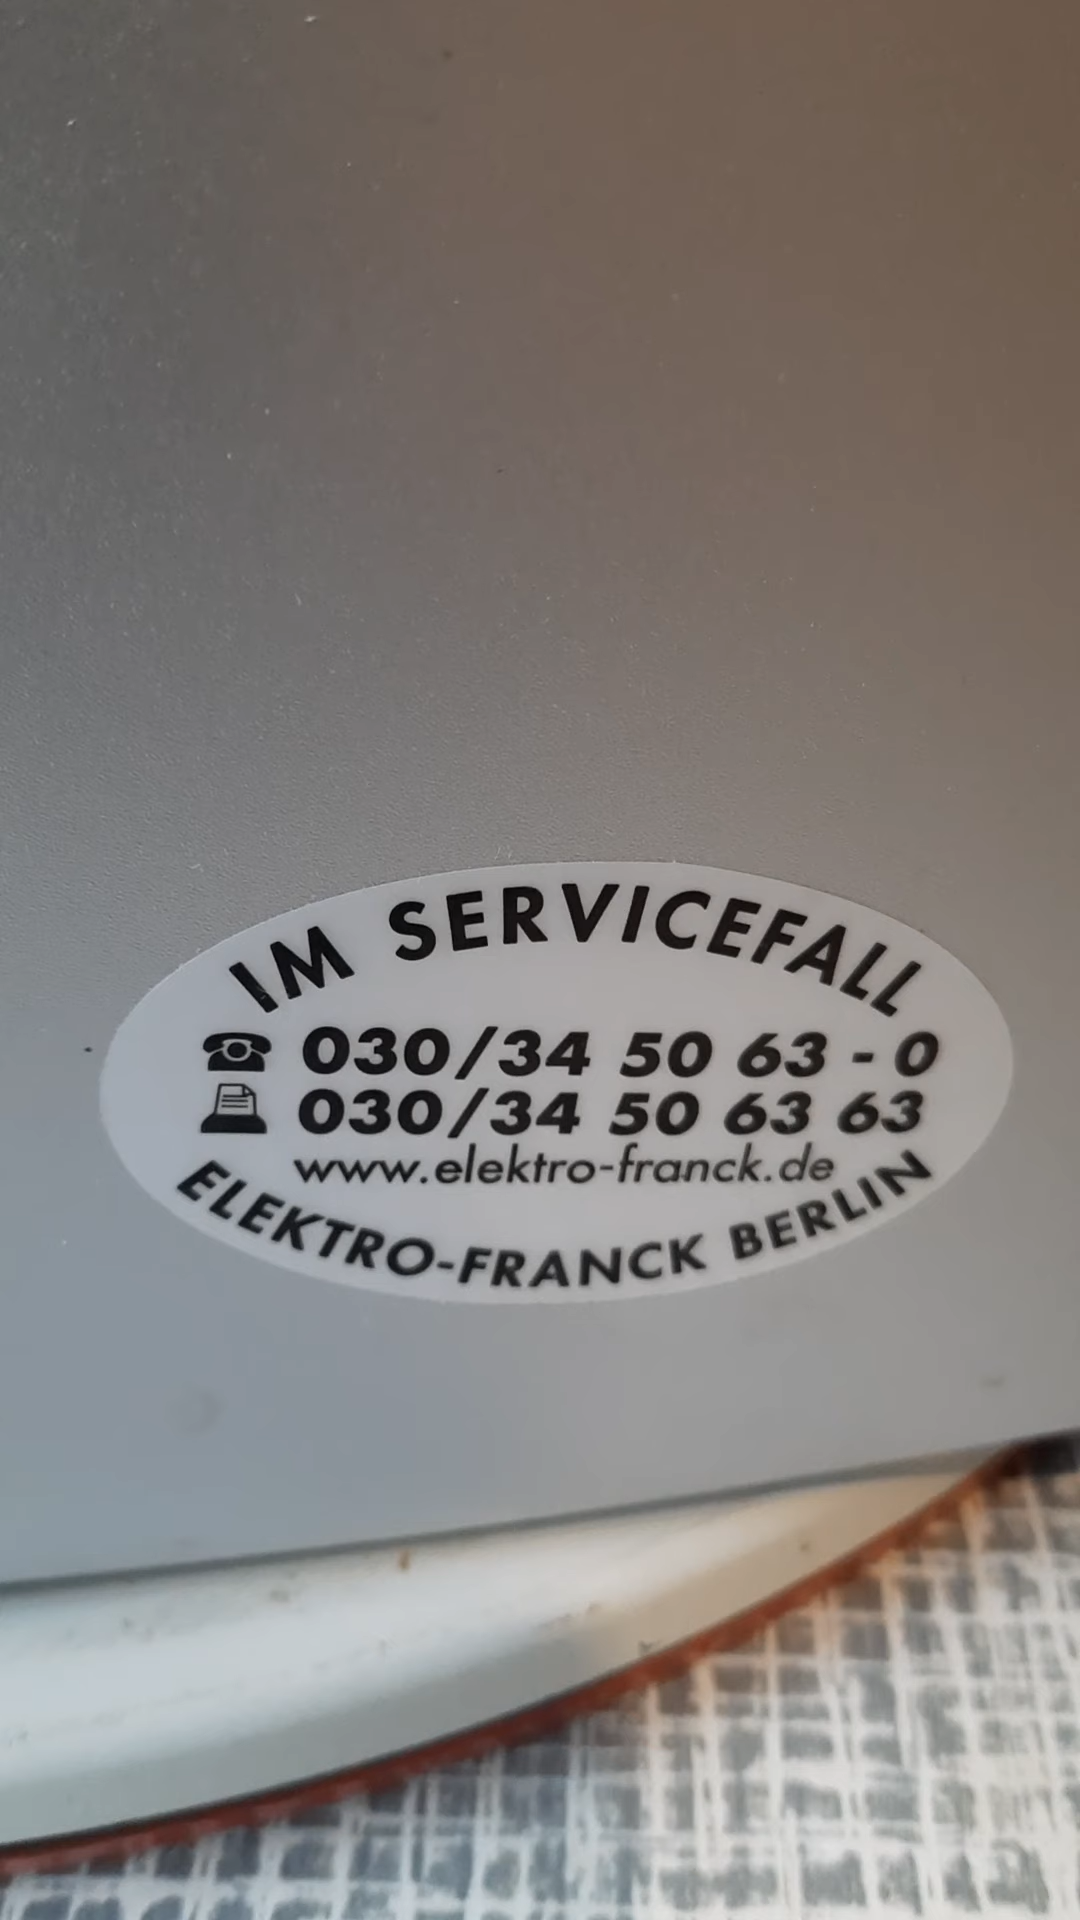 IM SERVICEFALL
030/34 50 63 - 0
030/34 50 63 63
www.elektro-franck.de
ELEKTRO-FRANCK BERLIN